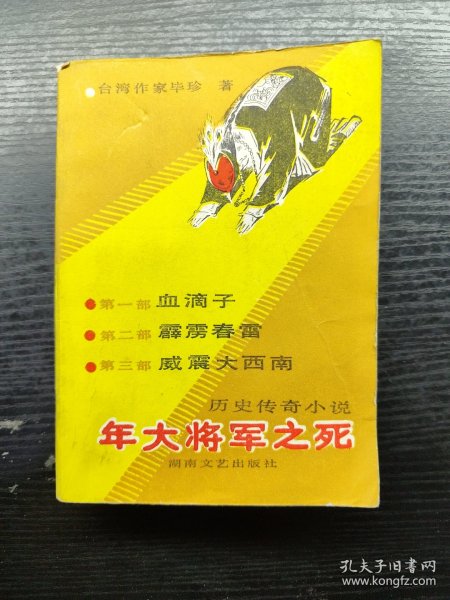 台湾作家毕珍 著
第一部 血滴子
第二部 霹雳春雷
第三部 威震大西南
历史传奇小说
年大将军之死
湖南文艺出版社
孔夫子旧书网
www.kongfz.com